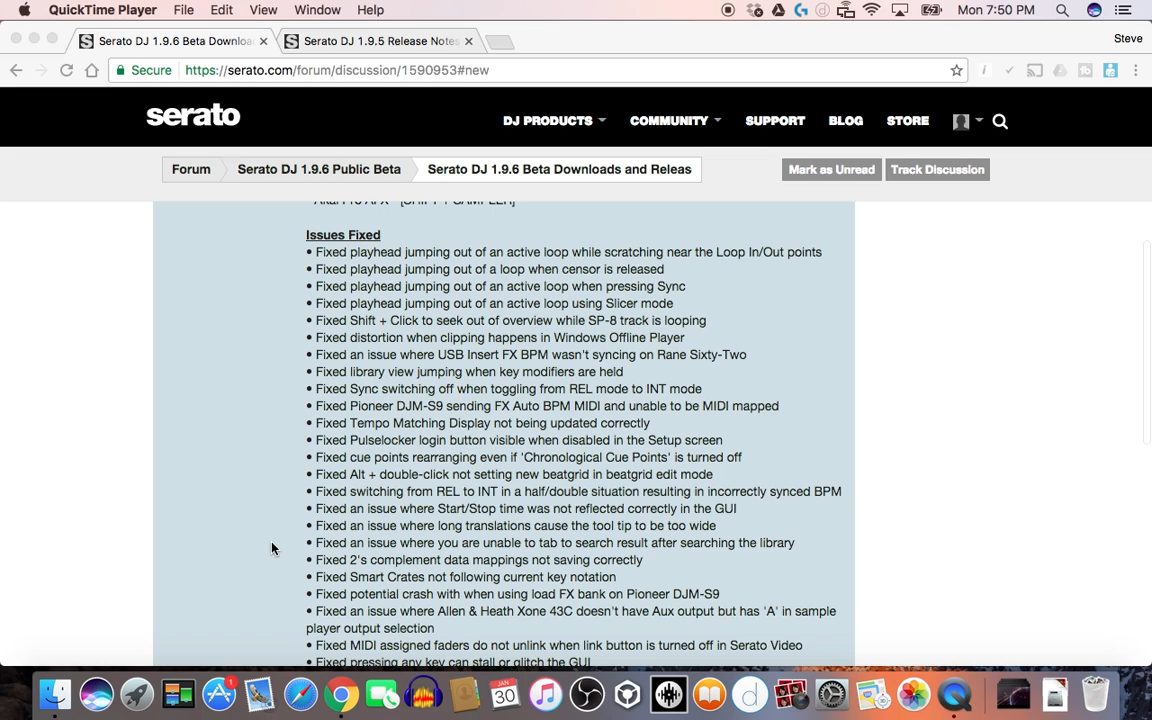 QuickTime Player File Edit View Window Help Mon 7:50 PM
Serato DJ 1.9.6 Beta Downloa
Serato DJ 1.9.5 Release Notes
Steve
Secure https://serato.com/forum/discussion/1590953#new
serato
DJ PRODUCTS COMMUNITY SUPPORT BLOG STORE
Forum Serato DJ 1.9.6 Public Beta Serato DJ 1.9.6 Beta Downloads and Releas Mark as Unread Track Discussion
Issues Fixed
• Fixed playhead jumping out of an active loop while scratching near the Loop In/Out points
• Fixed playhead jumping out of a loop when censor is released
• Fixed playhead jumping out of an active loop when pressing Sync
• Fixed playhead jumping out of an active loop using Slicer mode
• Fixed Shift + Click to seek out of overview while SP-8 track is looping
• Fixed distortion when clipping happens in Windows Offline Player
• Fixed an issue where USB Insert FX BPM wasn't syncing on Rane Sixty-Two
• Fixed library view jumping when key modifiers are held
• Fixed Sync switching off when toggling from REL mode to INT mode
• Fixed Pioneer DJM-S9 sending FX Auto BPM MIDI and unable to be MIDI mapped
• Fixed Tempo Matching Display not being updated correctly
• Fixed Pulselocker login button visible when disabled in the Setup screen
• Fixed cue points rearranging even if 'Chronological Cue Points' is turned off
• Fixed Alt + double-click not setting new beatgrid in beatgrid edit mode
• Fixed switching from REL to INT in a half/double situation resulting in incorrectly synced BPM
• Fixed an issue where Start/Stop time was not reflected correctly in the GUI
• Fixed an issue where long translations cause the tool tip to be too wide
• Fixed an issue where you are unable to tab to search result after searching the library
• Fixed 2's complement data mappings not saving correctly
• Fixed Smart Crates not following current key notation
• Fixed potential crash with when using load FX bank on Pioneer DJM-S9
• Fixed an issue where Allen & Heath Xone 43C doesn't have Aux output but has 'A' in sample
player output selection
• Fixed MIDI assigned faders do not unlink when link button is turned off in Serato Video
• Fixed pressing any key can stall or glitch the GUI
1
JAN
30